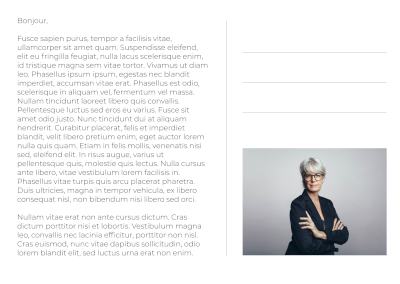 Bonjour,
Fusce sapien purus, tempor a facilisis vitae,
ullamcorper sit amet quam. Suspendisse eleifend,
elit eu fringilla feugiat, nulla lacus scelerisque enim,
id tristique magna sem vitae tortor. Vivamus ut diam
leo. Phasellus ipsum ipsum, egestas nec blandit
imperdiet, accumsan vitae erat. Phasellus est odio,
scelerisque in aliquam vel, fermentum vel massa.
Nullam tincidunt laoreet libero quis convallis.
Pellentesque luctus sed eros eu varius. Fusce sit
amet odio justo. Nunc tincidunt dui at aliquam
hendrerit. Curabitur placerat, felis et imperdiet
blandit, velit libero pretium enim, eget auctor lorem
nulla quis quam. Etiam in felis mollis, venenatis nisi
sed, eleifend elit. In risus augue, varius ut
pellentesque quis, molestie quis lectus. Nulla cursus
ante libero, vitae vestibulum lorem facilisis in.
Phasellus vitae turpis quis arcu placerat pharetra.
Duis ultricies, magna in tempor vehicula, ex libero
consequat nisl, non bibendum nisi libero sed orci.
Nullam vitae erat non ante cursus dictum. Cras
dictum porttitor nisi et lobortis. Vestibulum magna
leo, convallis nec lacinia efficitur, porttitor non nisl.
Cras euismod, nunc vitae dapibus sollicitudin, odio
lorem blandit elit, sed luctus urna erat non enim.